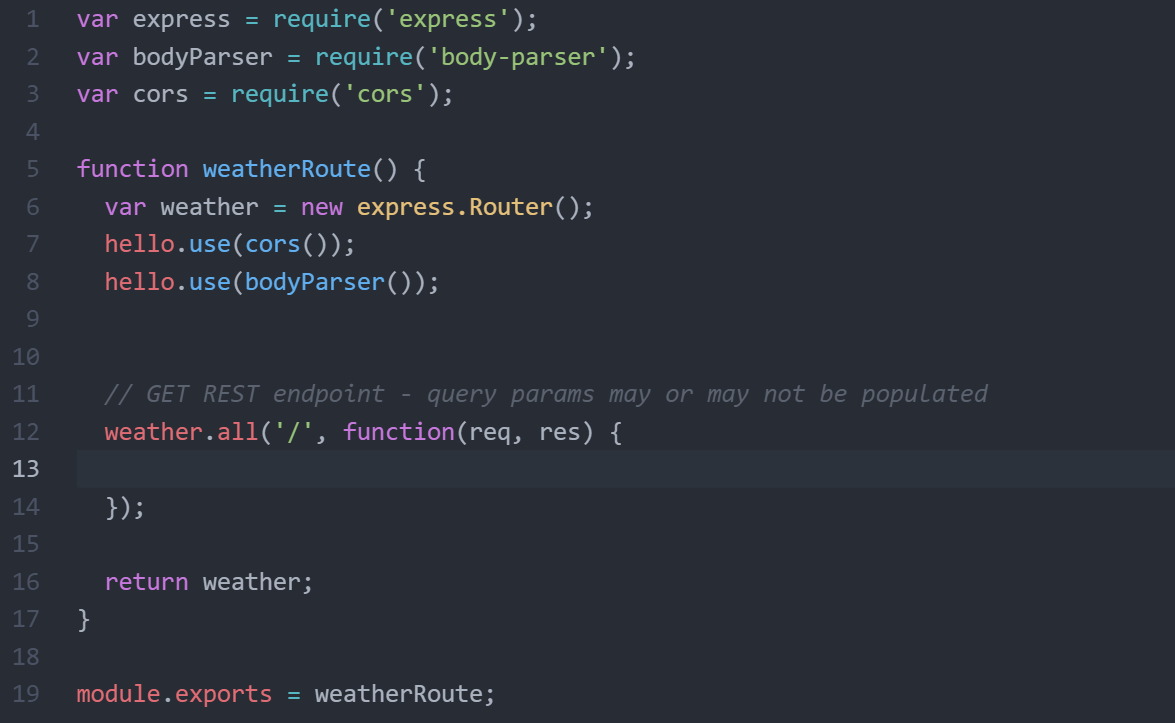 1 var express = require('express');
2 var bodyParser = require('body-parser');
3 var cors = require('cors');
4
5 function weatherRoute() {
6   var weather = new express.Router();
7   hello.use(cors());
8   hello.use(bodyParser());
9
10
11   // GET REST endpoint - query params may or may not be populated
12   weather.all('/', function(req, res) {
13
14   });
15
16   return weather;
17 }
18
19 module.exports = weatherRoute;